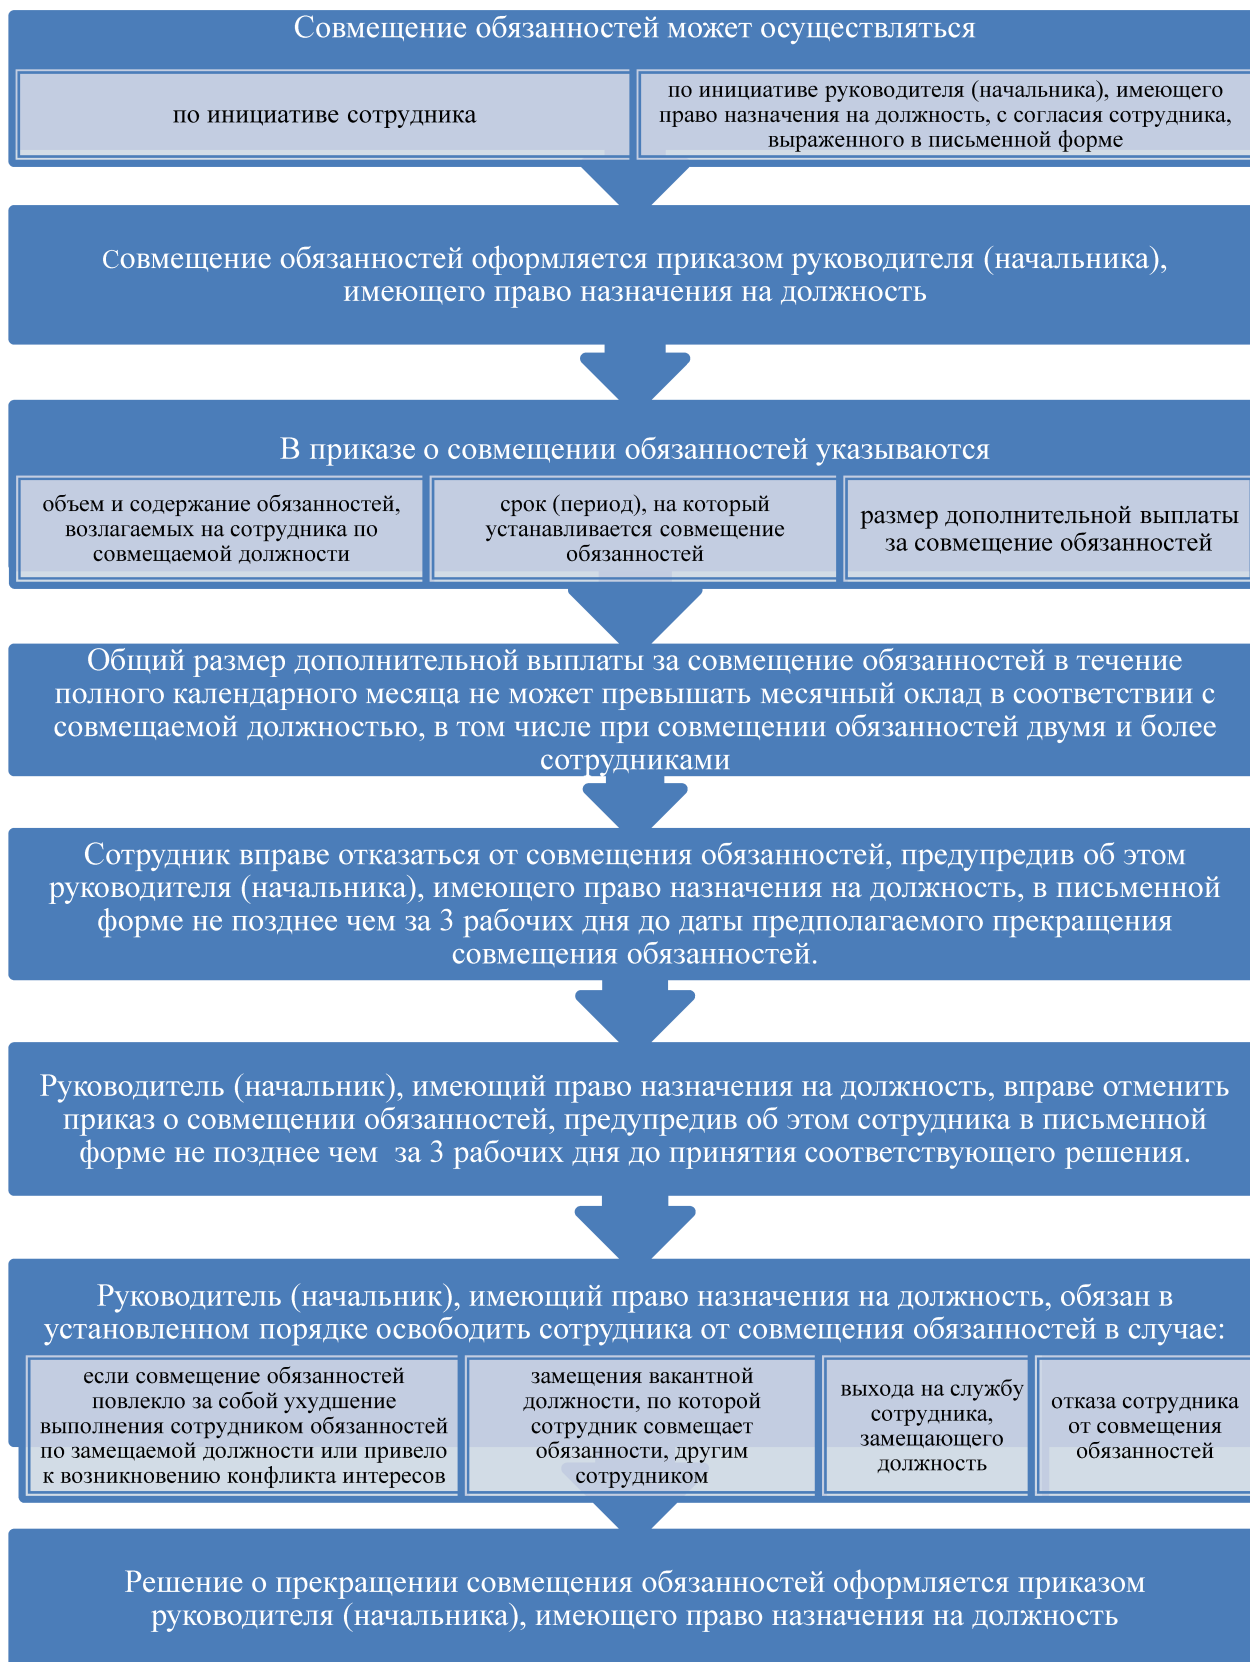 Совмещение обязанностей может осуществляться
по инициативе сотрудника
по инициативе руководителя (начальника), имеющего
право назначения на должность, с согласия сотрудника,
выраженного в письменной форме
Совмещение обязанностей оформляется приказом руководителя (начальника),
имеющего право назначения на должность
В приказе о совмещении обязанностей указываются
объем и содержание обязанностей,
возлагаемых на сотрудника по
совмещаемой должности
срок (период), на который
устанавливается совмещение
обязанностей
размер дополнительной выплаты
за совмещение обязанностей
Общий размер дополнительной выплаты за совмещение обязанностей в течение
полного календарного месяца не может превышать месячный оклад в соответствии с
совмещаемой должностью, в том числе при совмещении обязанностей двумя и более
сотрудниками
Сотрудник вправе отказаться от совмещения обязанностей, предупредив об этом
руководителя (начальника), имеющего право назначения на должность, в письменной
форме не позднее чем за 3 рабочих дня до даты предполагаемого прекращения
совмещения обязанностей.
Руководитель (начальник), имеющий право назначения на должность, вправе отменить
приказ о совмещении обязанностей, предупредив об этом сотрудника в письменной
форме не позднее чем  за 3 рабочих дня до принятия соответствующего решения.
Руководитель (начальник), имеющий право назначения на должность, обязан в
установленном порядке освободить сотрудника от совмещения обязанностей в случае:
если совмещение обязанностей
повлекло за собой ухудшение
выполнения сотрудником обязанностей
по замещаемой должности или привело
к возникновению конфликта интересов
замещения вакантной
должности, по которой
сотрудник совмещает
обязанности, другим
сотрудником
выхода на службу
сотрудника,
замещающего
должность
отказа сотрудника
от совмещения
обязанностей
Решение о прекращении совмещения обязанностей оформляется приказом
руководителя (начальника), имеющего право назначения на должность